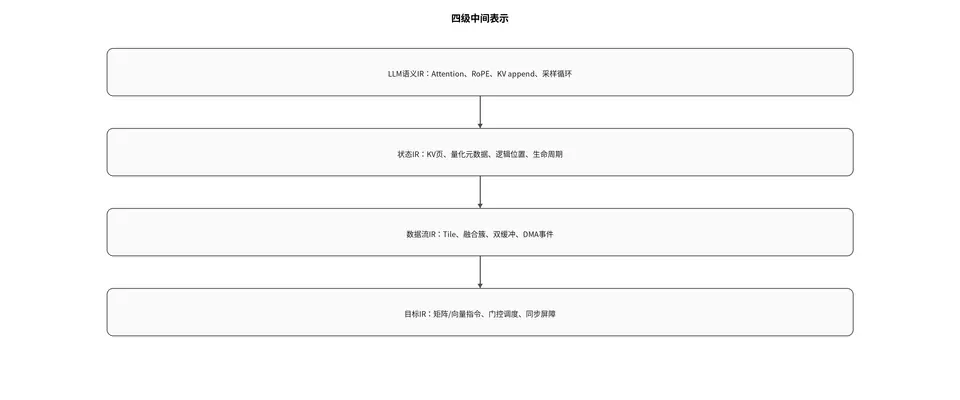 四级中间表示
LLM语义IR：Attention、RoPE、KV append、采样循环
状态IR：KV页、量化元数据、逻辑位置、生命周期
数据流IR：Tile、融合簇、双缓冲、DMA事件
目标IR：矩阵/向量指令、门控调度、同步屏障